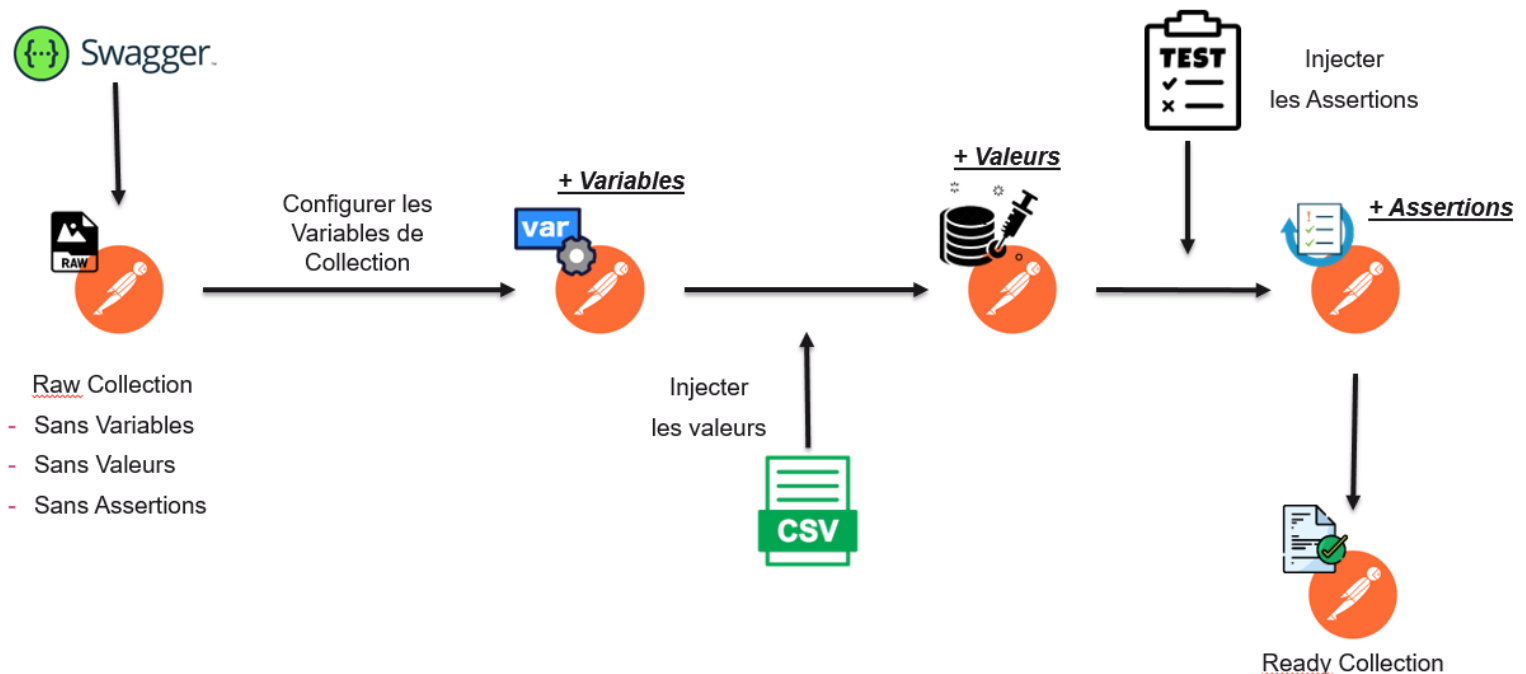 {...} Swagger
RAW
Raw Collection
- Sans Variables
- Sans Valeurs
- Sans Assertions
Configurer les
Variables de
Collection
+ Variables
var
Injecter
les valeurs
CSV
+ Valeurs
TEST
Injecter
les Assertions
+ Assertions
Ready Collection